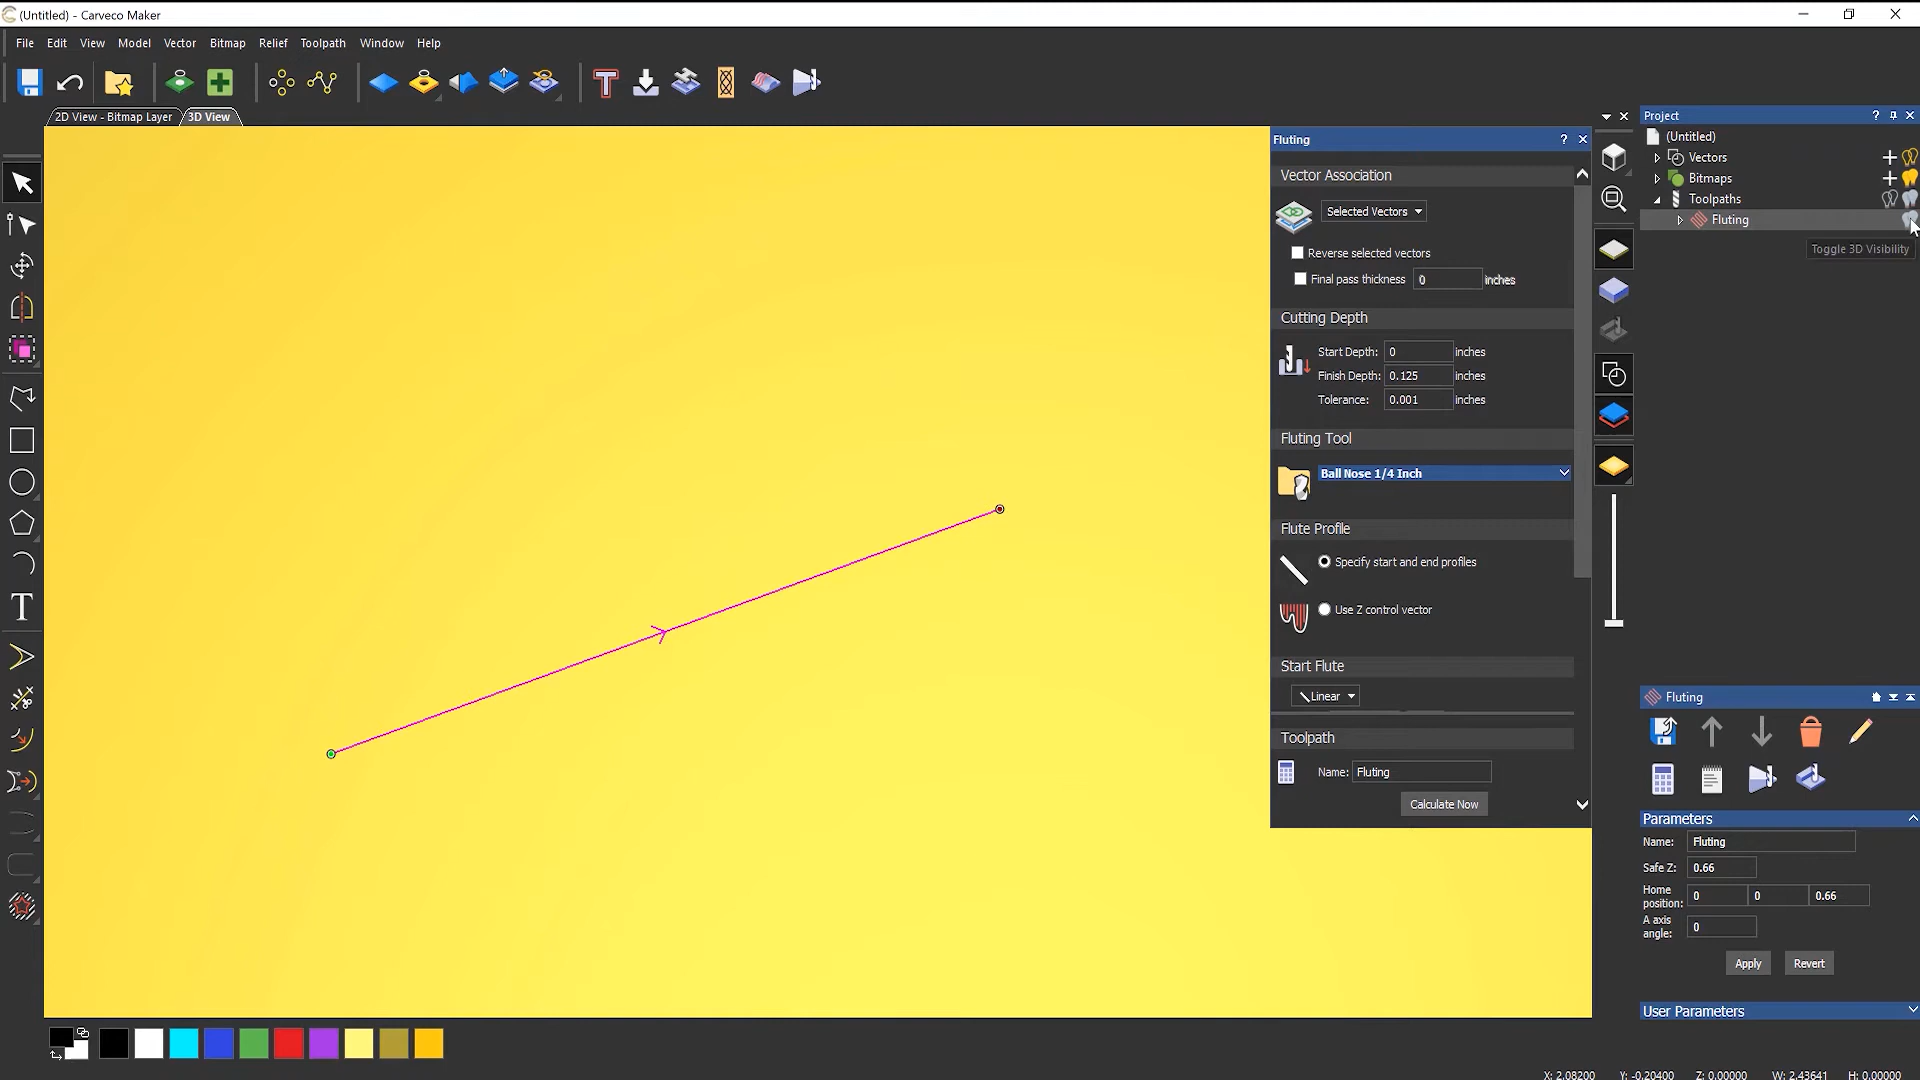 (Untitled) - Carveco Maker
File Edit View Model Vector Bitmap Relief Toolpath Window Help
2D View - Bitmap Layer 3D View
Fluting
Vector Association
Selected Vectors
Reverse selected vectors
Final pass thickness 0 inches
Cutting Depth
Start Depth: 0 inches
Finish Depth: 0.125 inches
Tolerance: 0.001 inches
Fluting Tool
Ball Nose 1/4 Inch
Flute Profile
Specify start and end profiles
Use Z control vector
Start Flute
Linear
Toolpath
Name: Fluting
Calculate Now
Project
(Untitled)
Vectors
Bitmaps
Toolpaths
Fluting
Toggle 3D Visibility
Fluting
Parameters
Name: Fluting
Safe Z: 0.66
Home position: 0 0 0.66
A axis angle: 0
Apply Revert
User Parameters
X: 2.08200 Y: -0.20400 Z: 0.00000 W: 2.43641 H: 0.00000